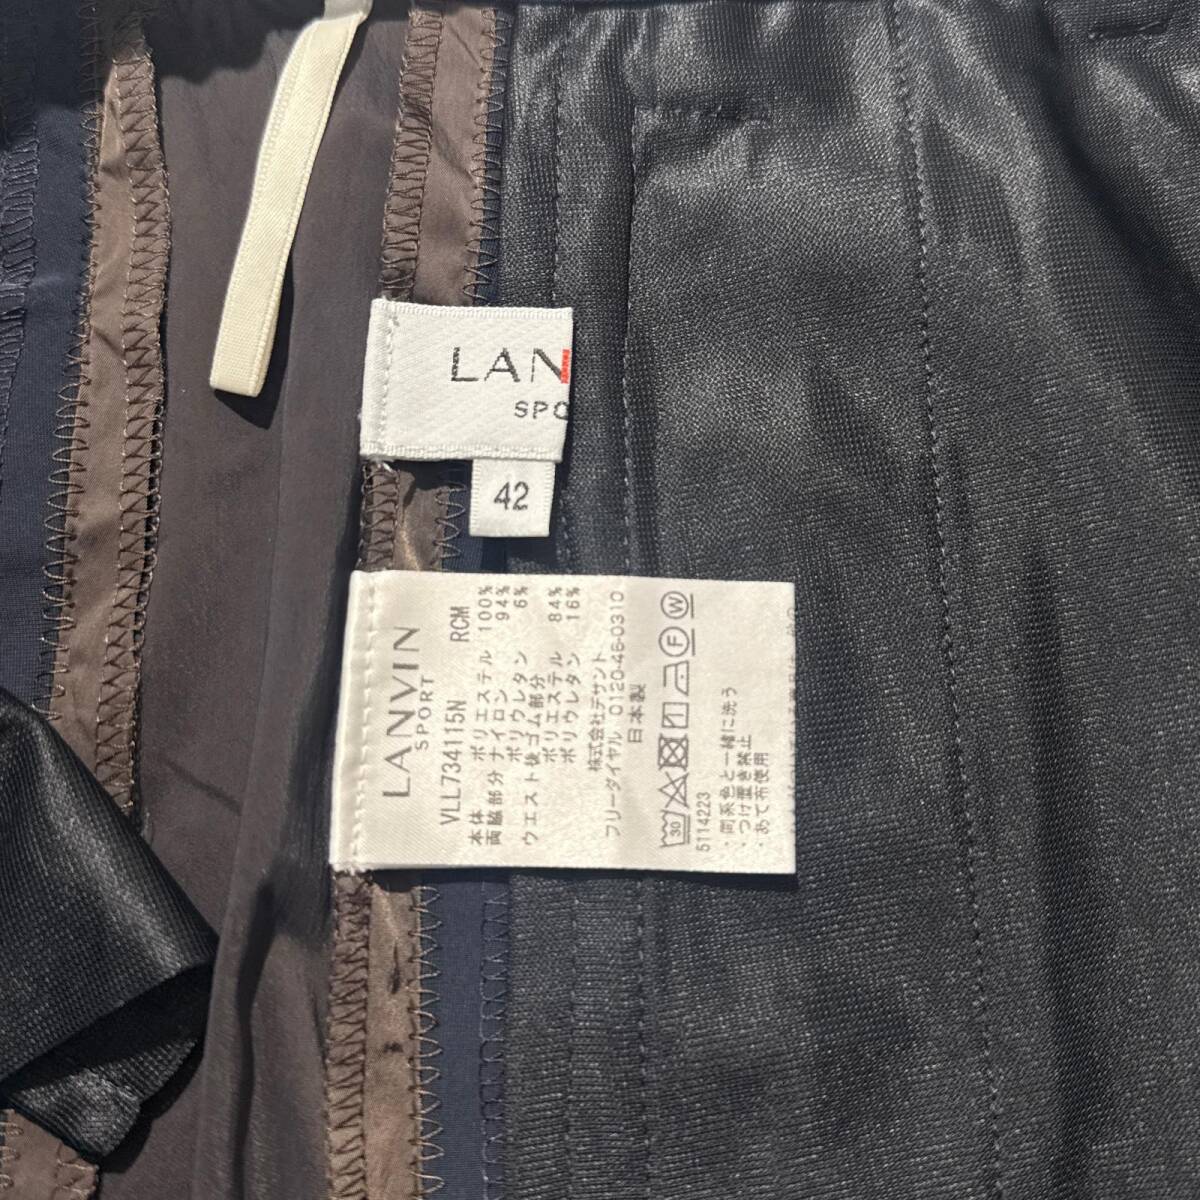 LAN
SPO
42
LANVIN
SPORT
VLL734115N RCM
本体 ポリエステル 100%
両脇部分 ナイロン 94%
ポリウレタン 6%
ウエスト後ゴム部分
ポリエステル 84%
ポリウレタン 16%
株式会社デサント
フリーダイヤル 0120-46-0310
日本製
30 F W
5114223
・同系色と一緒に洗う
・つけ置き禁止
・あて布使用